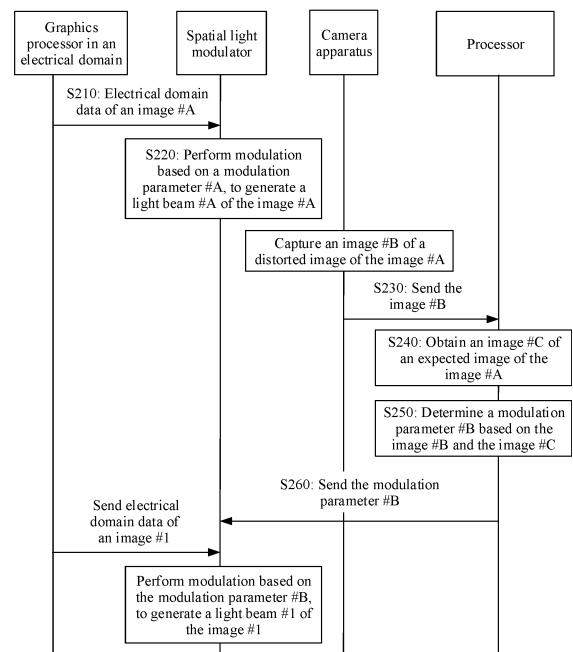 Graphics
processor in an
electrical domain
Spatial light
modulator
Camera
apparatus
Processor
S210: Electrical domain
data of an image #A
S220: Perform modulation
based on a modulation
parameter #A, to generate a
light beam #A of the image #A
Capture an image #B of a
distorted image of the image #A
S230: Send the
image #B
S240: Obtain an image #C of
an expected image of the
image #A
S250: Determine a modulation
parameter #B based on the
image #B and the image #C
S260: Send the modulation
parameter #B
Send electrical
domain data of
an image #1
Perform modulation based on
the modulation parameter #B,
to generate a light beam #1 of
the image #1